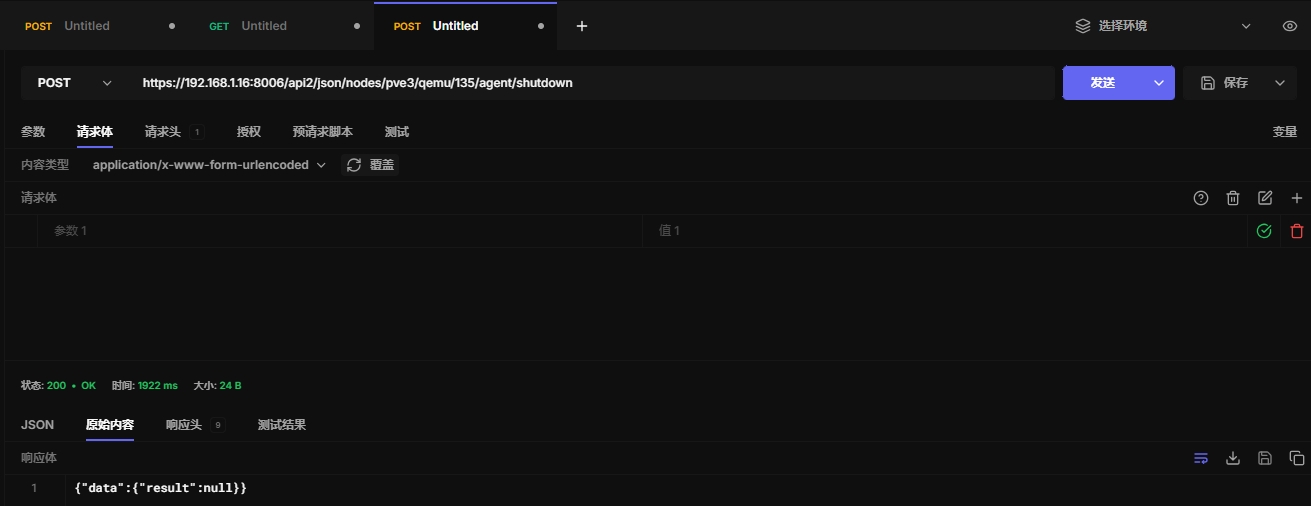 POST Untitled GET Untitled POST Untitled 选择环境
POST https://192.168.1.16:8006/api2/json/nodes/pve3/qemu/135/agent/shutdown 发送 保存
参数 请求体 请求头 1 授权 预请求脚本 测试 变量
内容类型 application/x-www-form-urlencoded 覆盖
请求体
参数 1 值 1
状态: 200 • OK 时间: 1922 ms 大小: 24 B
JSON 原始内容 响应头 9 测试结果
响应体
1 {"data":{"result":null}}